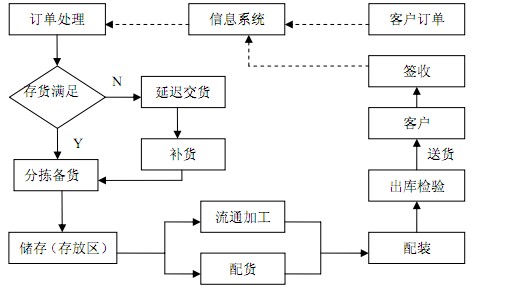 订单处理
信息系统
客户订单
签收
存货满足
N
延迟交货
Y
客户
补货
送货
分拣备货
出库检验
流通加工
储存（存放区）
配装
配货